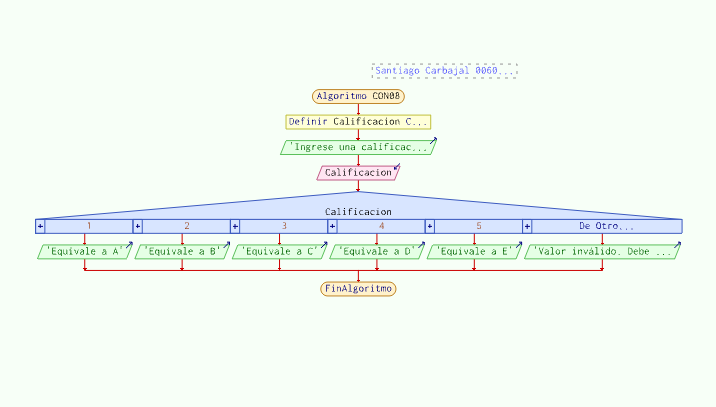 Santiago Carbajal 0060...
Algoritmo CON08
Definir Calificacion C...
'Ingrese una calificac...
Calificacion
Calificacion
+ 1 + 2 + 3 + 4 + 5 + De Otro...
'Equivale a A' 'Equivale a B' 'Equivale a C' 'Equivale a D' 'Equivale a E' 'Valor inválido. Debe ...
FinAlgoritmo